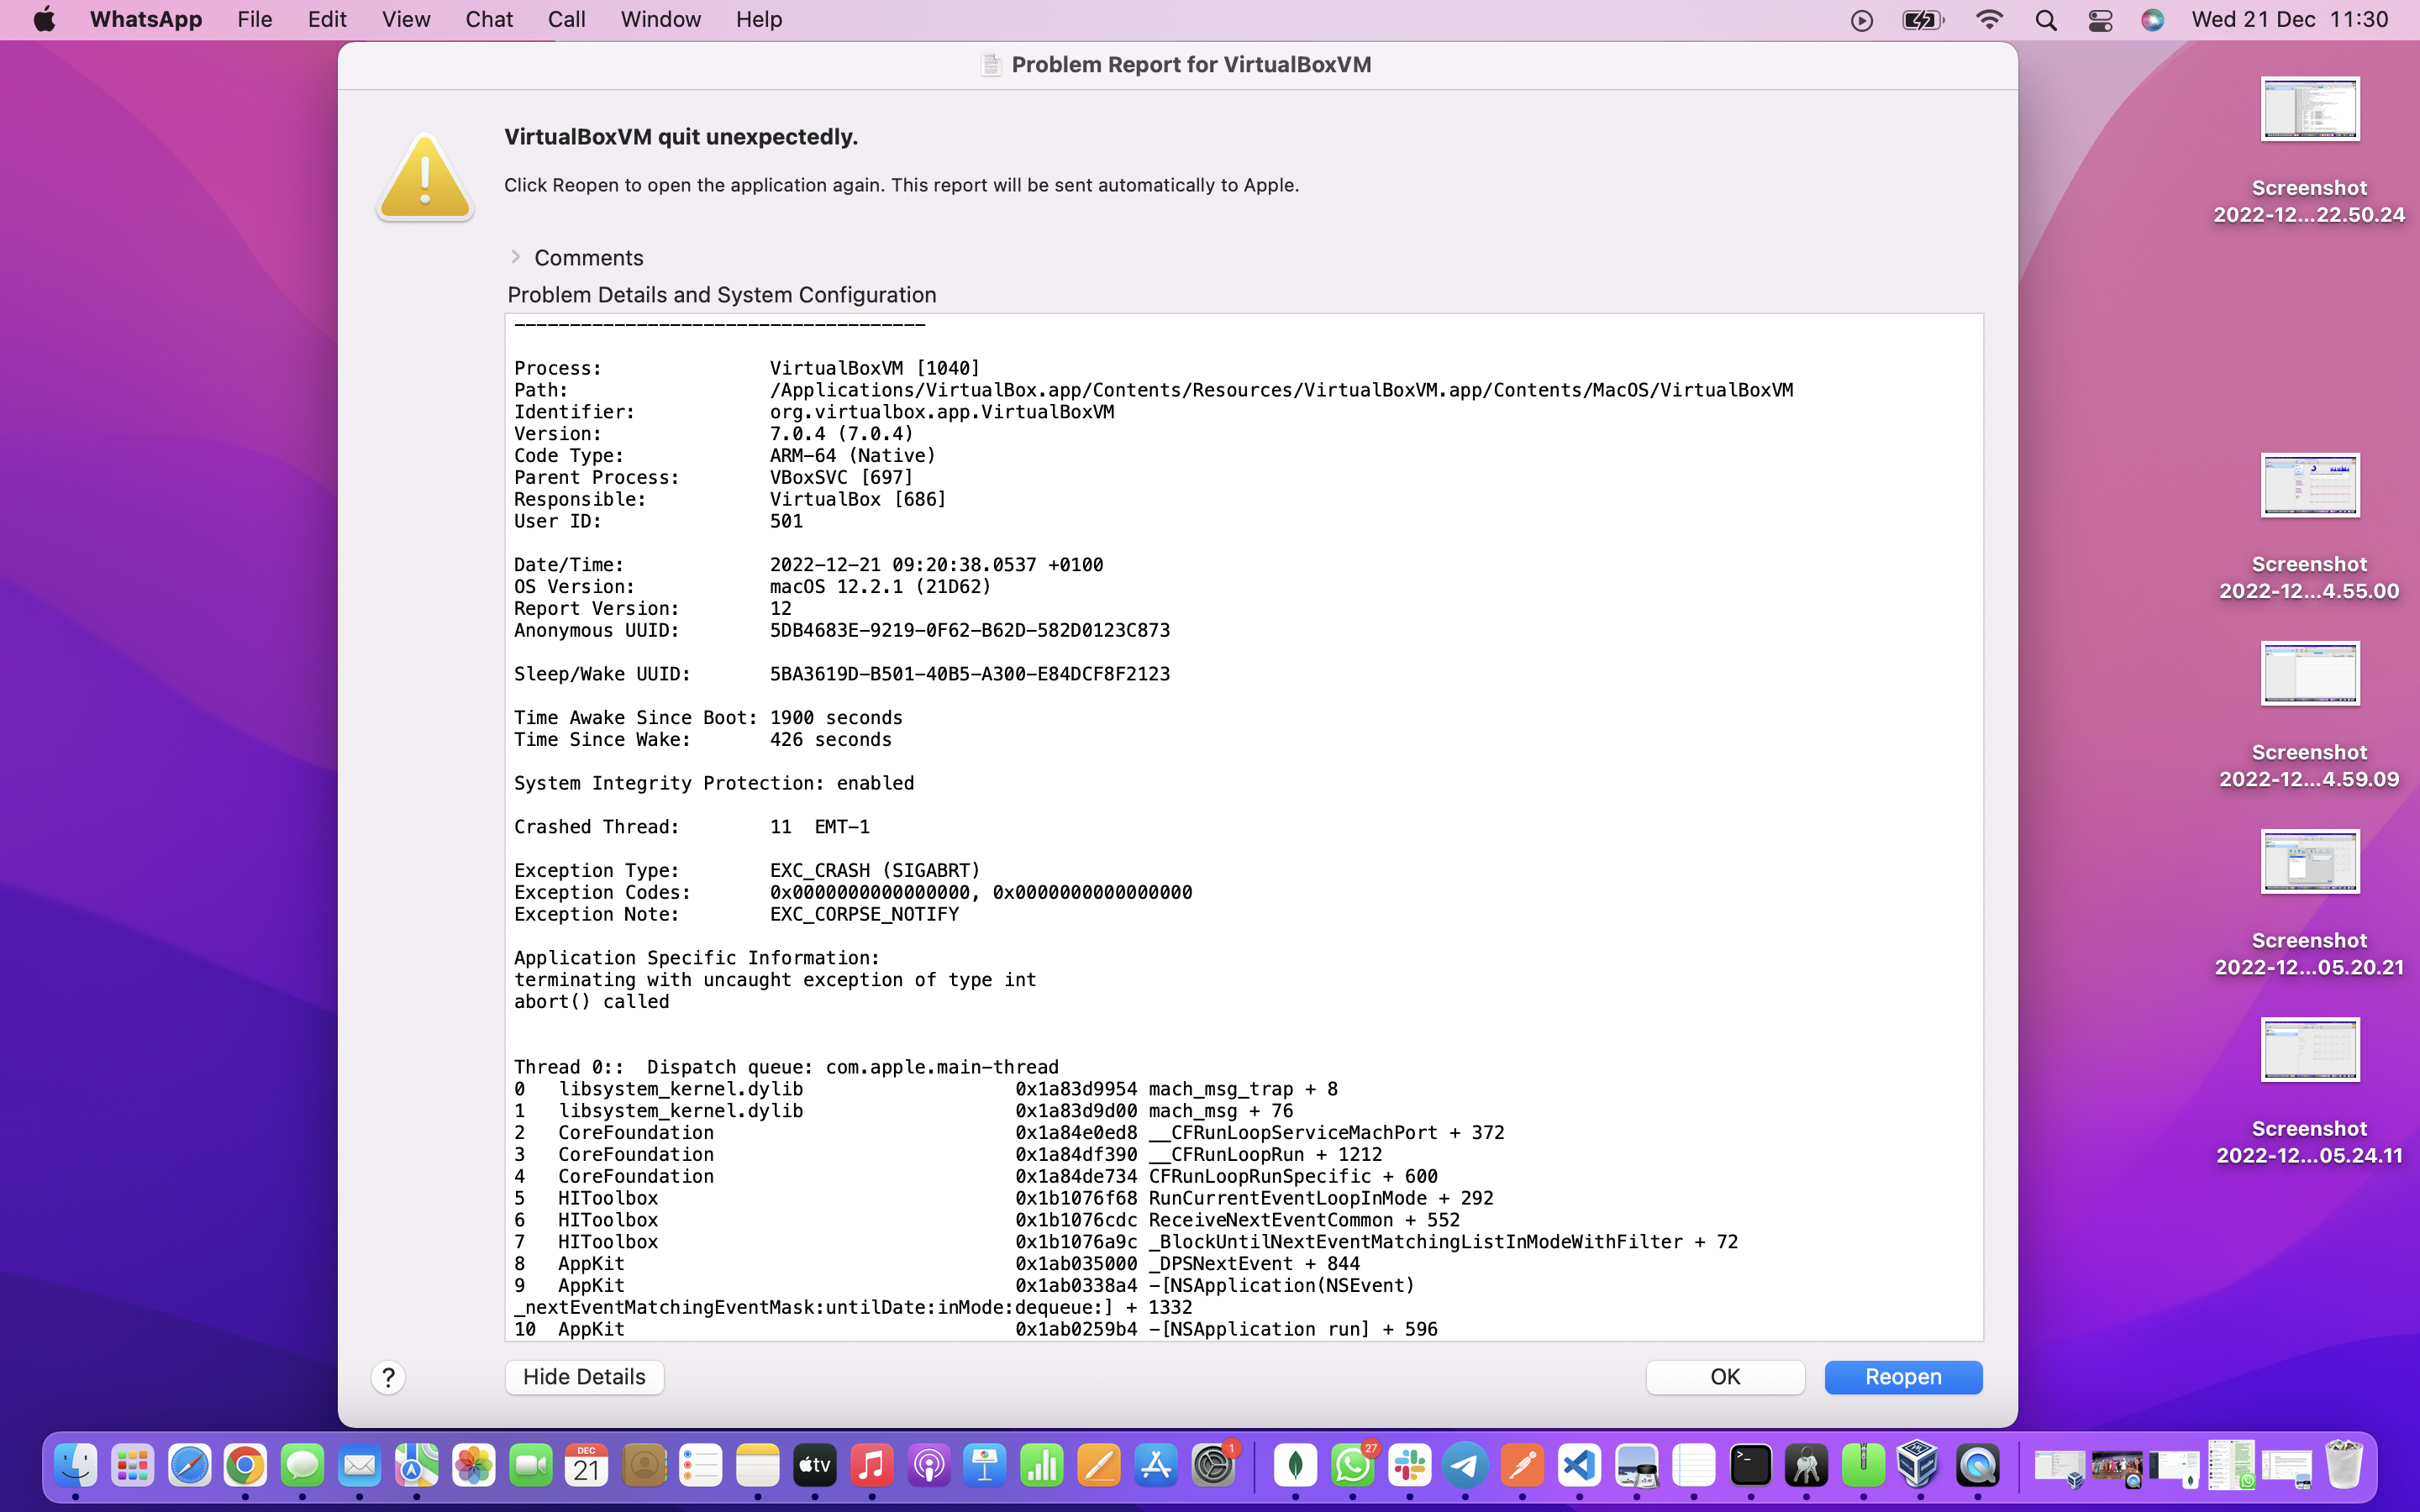 WhatsApp File Edit View Chat Call Window Help Wed 21 Dec 11:30
Problem Report for VirtualBoxVM
VirtualBoxVM quit unexpectedly.
Click Reopen to open the application again. This report will be sent automatically to Apple.
Comments
Problem Details and System Configuration
-------------------------------------
Process: VirtualBoxVM [1040]
Path: /Applications/VirtualBox.app/Contents/Resources/VirtualBoxVM.app/Contents/MacOS/VirtualBoxVM
Identifier: org.virtualbox.app.VirtualBoxVM
Version: 7.0.4 (7.0.4)
Code Type: ARM-64 (Native)
Parent Process: VBoxSVC [697]
Responsible: VirtualBox [686]
User ID: 501
Date/Time: 2022-12-21 09:20:38.0537 +0100
OS Version: macOS 12.2.1 (21D62)
Report Version: 12
Anonymous UUID: 5DB4683E-9219-0F62-B62D-582D0123C873
Sleep/Wake UUID: 5BA3619D-B501-40B5-A300-E84DCF8F2123
Time Awake Since Boot: 1900 seconds
Time Since Wake: 426 seconds
System Integrity Protection: enabled
Crashed Thread: 11 EMT-1
Exception Type: EXC_CRASH (SIGABRT)
Exception Codes: 0x0000000000000000, 0x0000000000000000
Exception Note: EXC_CORPSE_NOTIFY
Application Specific Information:
terminating with uncaught exception of type int
abort() called
Thread 0:: Dispatch queue: com.apple.main-thread
0 libsystem_kernel.dylib 0x1a83d9954 mach_msg_trap + 8
1 libsystem_kernel.dylib 0x1a83d9d00 mach_msg + 76
2 CoreFoundation 0x1a84e0ed8 __CFRunLoopServiceMachPort + 372
3 CoreFoundation 0x1a84df390 __CFRunLoopRun + 1212
4 CoreFoundation 0x1a84de734 CFRunLoopRunSpecific + 600
5 HIToolbox 0x1b1076f68 RunCurrentEventLoopInMode + 292
6 HIToolbox 0x1b1076cdc ReceiveNextEventCommon + 552
7 HIToolbox 0x1b1076a9c _BlockUntilNextEventMatchingListInModeWithFilter + 72
8 AppKit 0x1ab035000 _DPSNextEvent + 844
9 AppKit 0x1ab0338a4 -[NSApplication(NSEvent)
_nextEventMatchingEventMask:untilDate:inMode:dequeue:] + 1332
10 AppKit 0x1ab0259b4 -[NSApplication run] + 596
? Hide Details OK Reopen
Screenshot
2022-12...22.50.24
Screenshot
2022-12...4.55.00
Screenshot
2022-12...4.59.09
Screenshot
2022-12...05.20.21
Screenshot
2022-12...05.24.11
DEC
21
tv
1
27